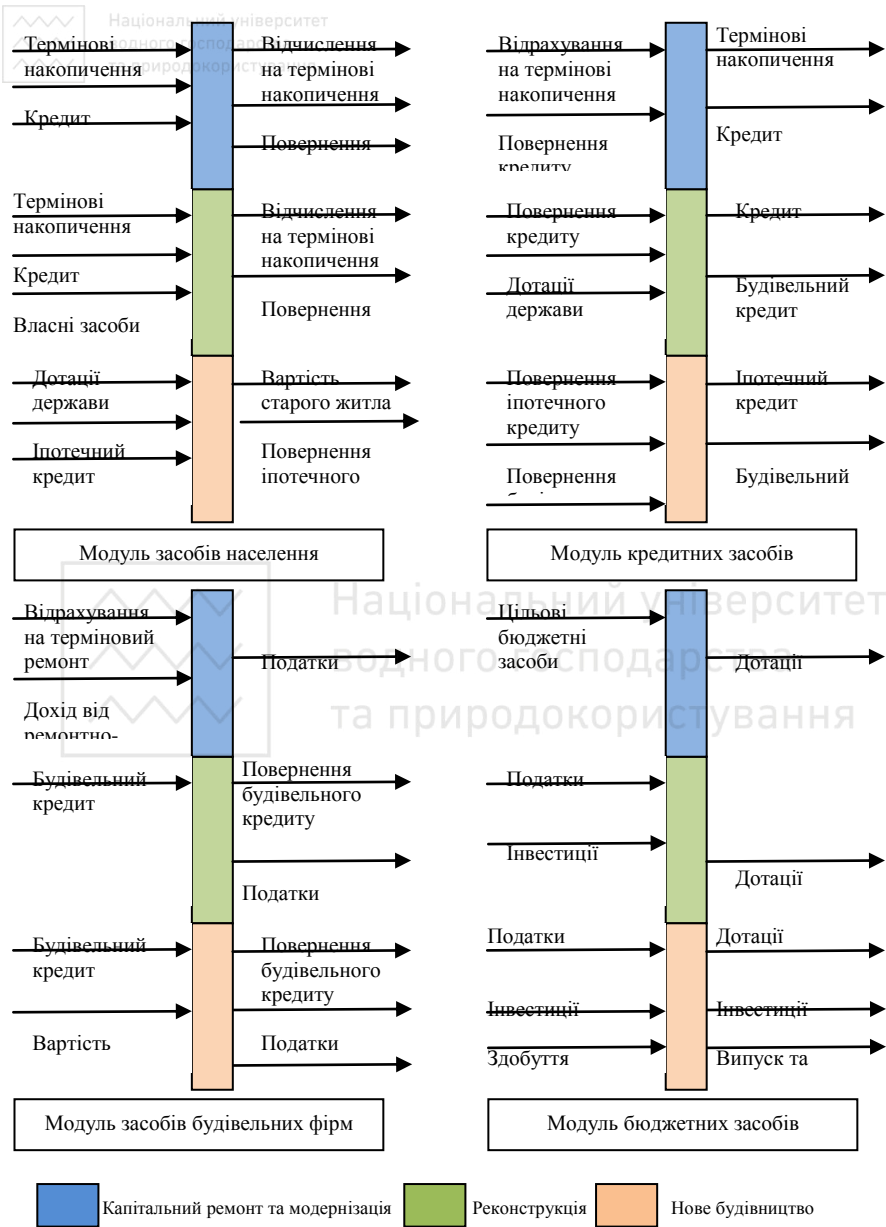 Національний університет
водного господарства
та природокористування
Термінові
накопичення
Кредит
Відчислення
на термінові
накопичення
Повернення
Термінові
накопичення
Кредит
Власні засоби
Відчислення
на термінові
накопичення
Повернення
Дотації
держави
Іпотечний
кредит
Вартість
старого житла
Повернення
іпотечного
Модуль засобів населення
Відрахування
на термінові
накопичення
Повернення
кредиту
Термінові
накопичення
Кредит
Повернення
кредиту
Дотації
держави
Кредит
Будівельний
кредит
Повернення
іпотечного
кредиту
Повернення
Іпотечний
кредит
Будівельний
Модуль кредитних засобів
Національний університет
водного господарства
та природокористування
Відрахування
на терміновий
ремонт
Дохід від
ремонтно-
Податки
Будівельний
кредит
Повернення
будівельного
кредиту
Податки
Будівельний
кредит
Вартість
Повернення
будівельного
кредиту
Податки
Модуль засобів будівельних фірм
Цільові
бюджетні
засоби
Дотації
Податки
Інвестиції
Дотації
Податки
Інвестиції
Здобуття
Дотації
Інвестиції
Випуск та
Модуль бюджетних засобів
Капітальний ремонт та модернізація
Реконструкція
Нове будівництво